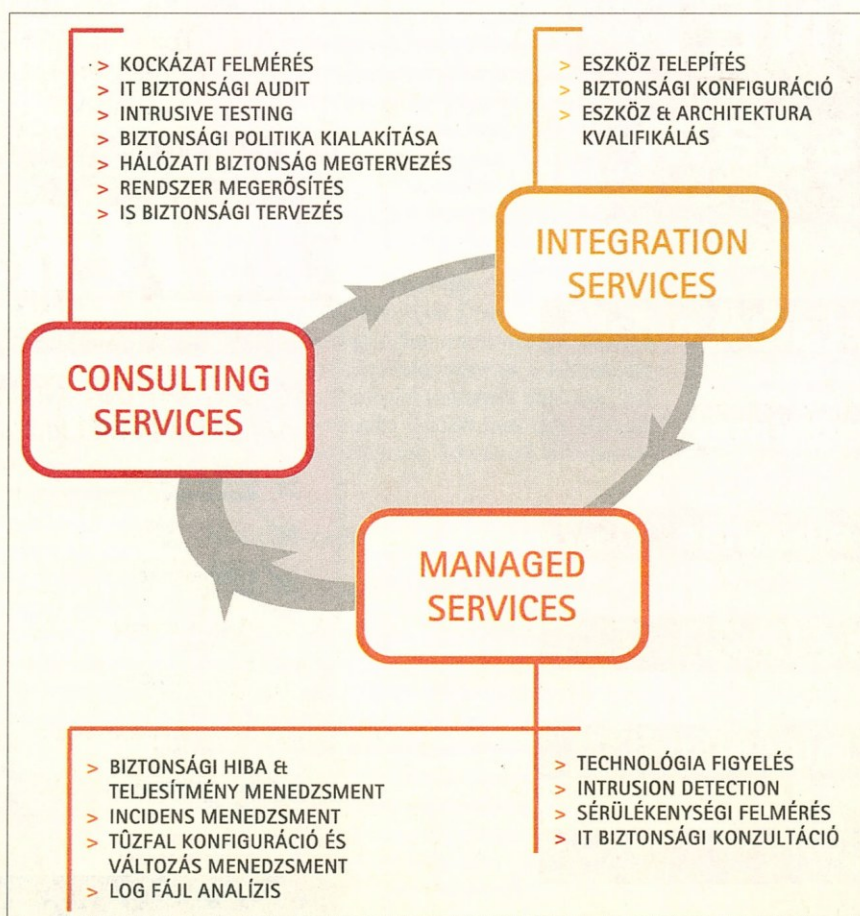 > KOCKÁZAT FELMÉRÉS
> IT BIZTONSÁGI AUDIT
> INTRUSIVE TESTING
> BIZTONSÁGI POLITIKA KIALAKÍTÁSA
> HÁLÓZATI BIZTONSÁG MEGTERVEZÉS
> RENDSZER MEGERÕSÍTÉS
> IS BIZTONSÁGI TERVEZÉS
> ESZKÖZ TELEPÍTÉS
> BIZTONSÁGI KONFIGURÁCIÓ
> ESZKÖZ & ARCHITEKTURA
KVALIFIKÁLÁS
INTEGRATION
SERVICES
CONSULTING
SERVICES
MANAGED
SERVICES
> BIZTONSÁGI HIBA &
TELJESÍTMÉNY MENEDZSMENT
> INCIDENS MENEDZSMENT
> TÛZFAL KONFIGURÁCIÓ ÉS
VÁLTOZÁS MENEDZSMENT
> LOG FÁJL ANALÍZIS
> TECHNOLÓGIA FIGYELÉS
> INTRUSION DETECTION
> SÉRÜLÉKENYSÉGI FELMÉRÉS
> IT BIZTONSÁGI KONZULTÁCIÓ